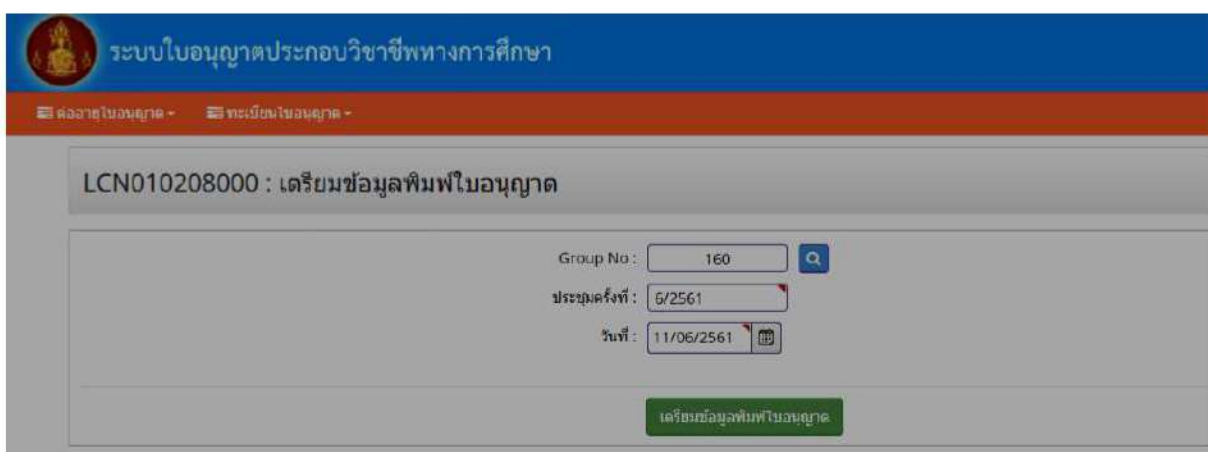 ระบบใบอนุญาตประกอบวิชาชีพทางการศึกษา
ต่ออายุใบอนุญาต ทะเบียนใบอนุญาต
LCN010208000 : เตรียมข้อมูลพิมพ์ใบอนุญาต
Group No : 160
ประชุมครั้งที่ : 6/2561
วันที่ : 11/06/2561
เตรียมข้อมูลพิมพ์ใบอนุญาต